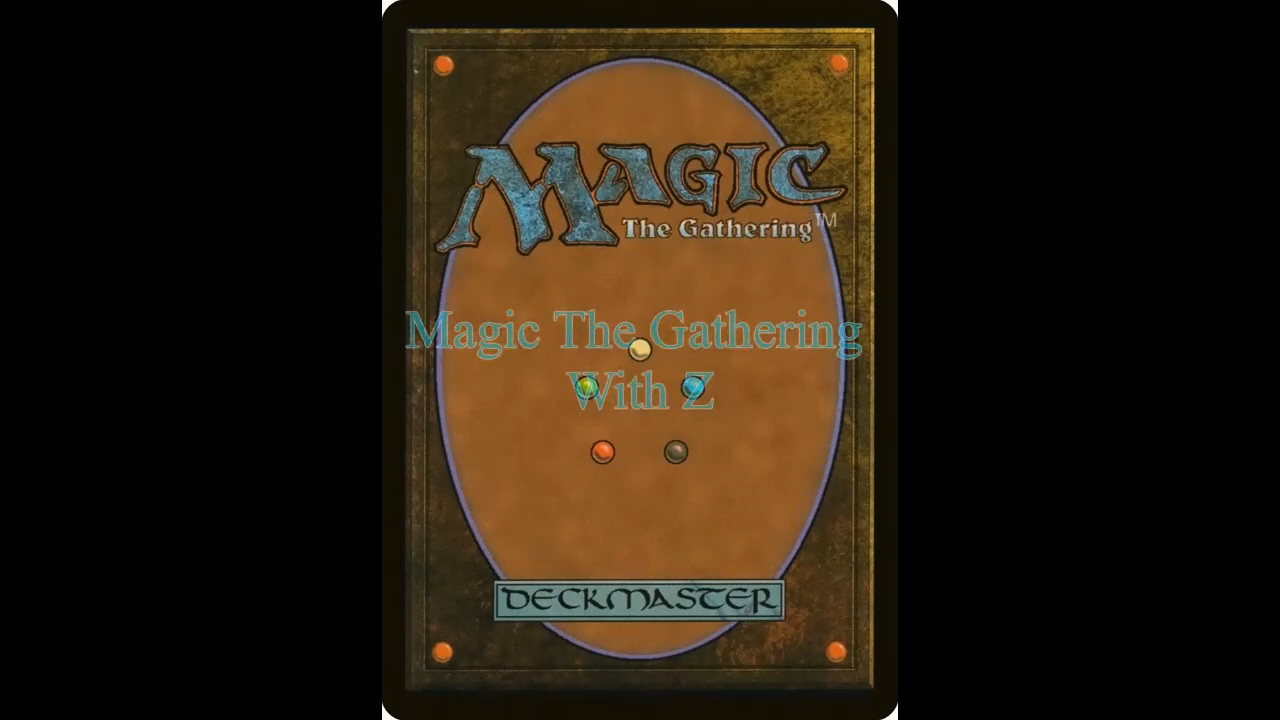 MAGIC
The Gathering™
Magic The Gathering
With Z
DECKMASTER